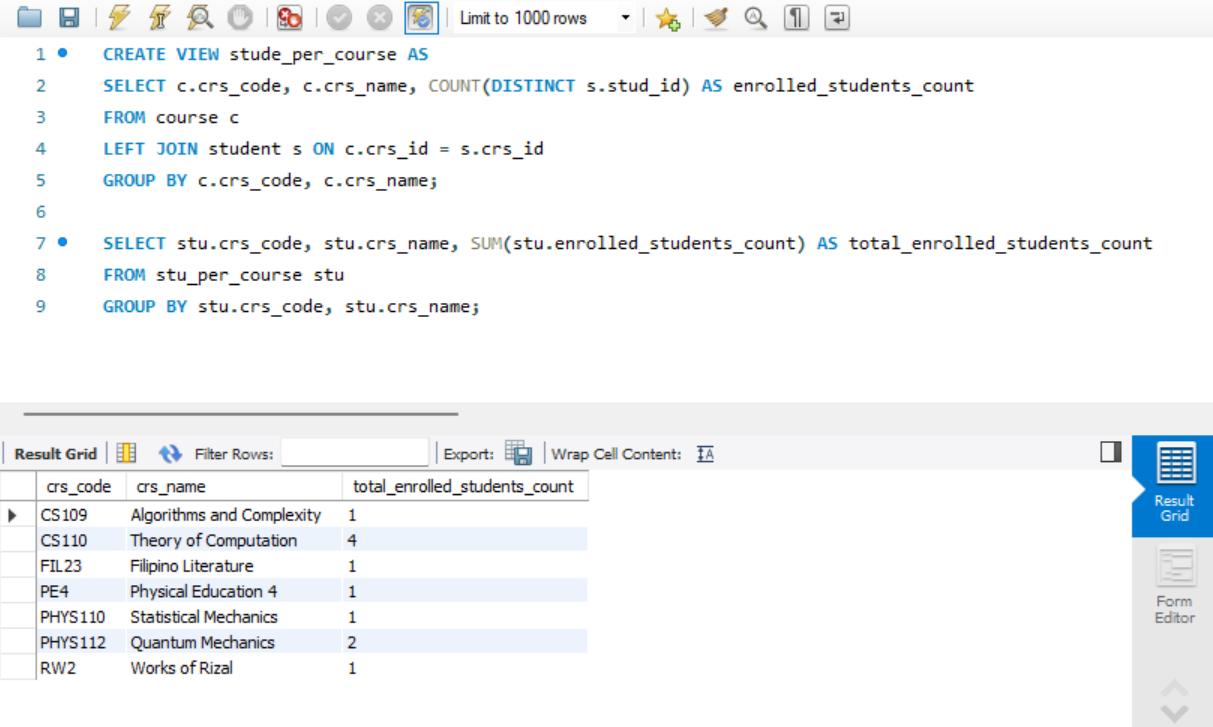 Limit to 1000 rows
1 CREATE VIEW stude_per_course AS
2 SELECT c.crs_code, c.crs_name, COUNT(DISTINCT s.stud_id) AS enrolled_students_count
3 FROM course c
4 LEFT JOIN student s ON c.crs_id = s.crs_id
5 GROUP BY c.crs_code, c.crs_name;
6
7 SELECT stu.crs_code, stu.crs_name, SUM(stu.enrolled_students_count) AS total_enrolled_students_count
8 FROM stu_per_course stu
9 GROUP BY stu.crs_code, stu.crs_name;
Result Grid Filter Rows: Export: Wrap Cell Content: IA
crs_code crs_name total_enrolled_students_count
CS109 Algorithms and Complexity 1
CS110 Theory of Computation 4
FIL23 Filipino Literature 1
PE4 Physical Education 4 1
PHYS110 Statistical Mechanics 1
PHYS112 Quantum Mechanics 2
RW2 Works of Rizal 1
Result
Grid
Form
Editor